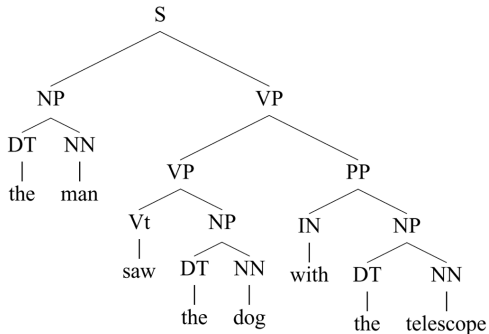 S
NP VP
DT NN VP PP
the man Vt NP IN NP
saw DT NN with DT NN
the dog the telescope